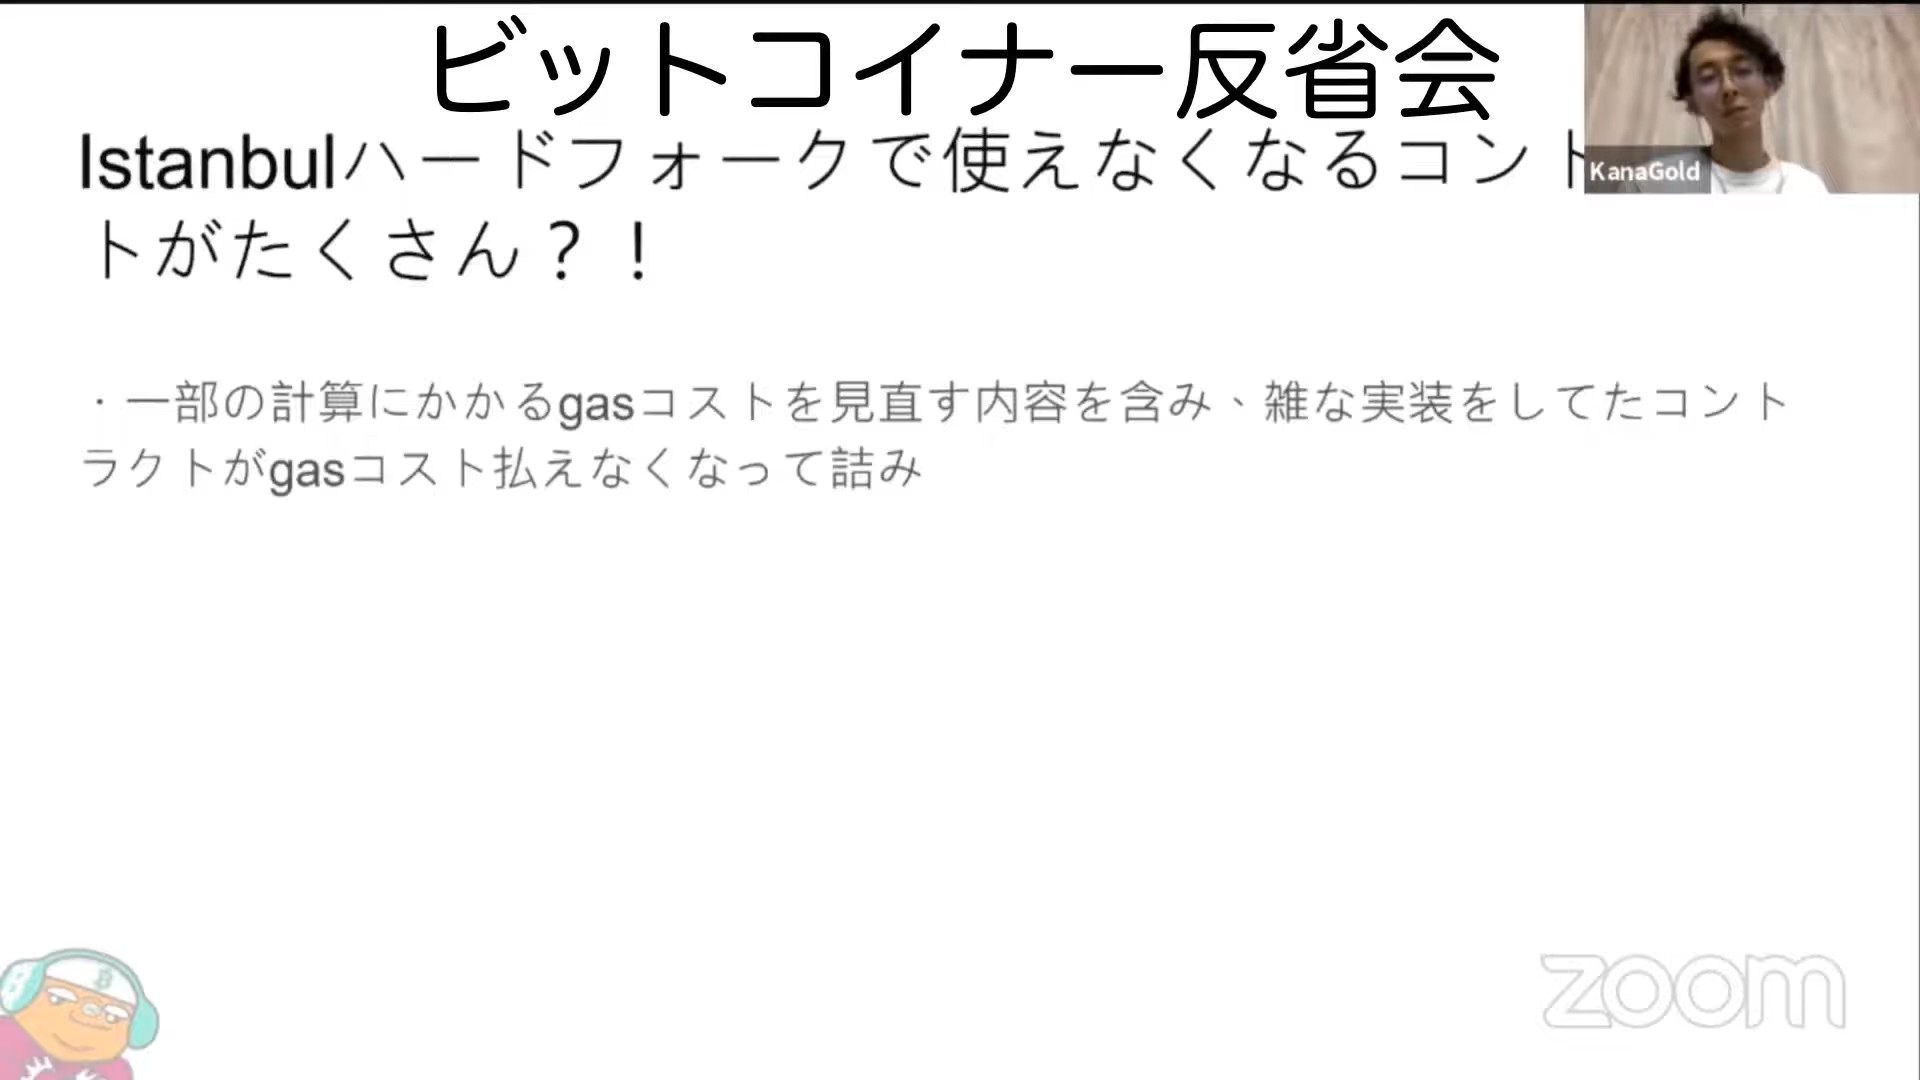 ビットコイナー反省会
Istanbulハードフォークで使えなくなるコント
トがたくさん？！
KanaGold
・一部の計算にかかるgasコストを見直す内容を含み、雑な実装をしてたコント
ラクトがgasコスト払えなくなって詰み
zoom